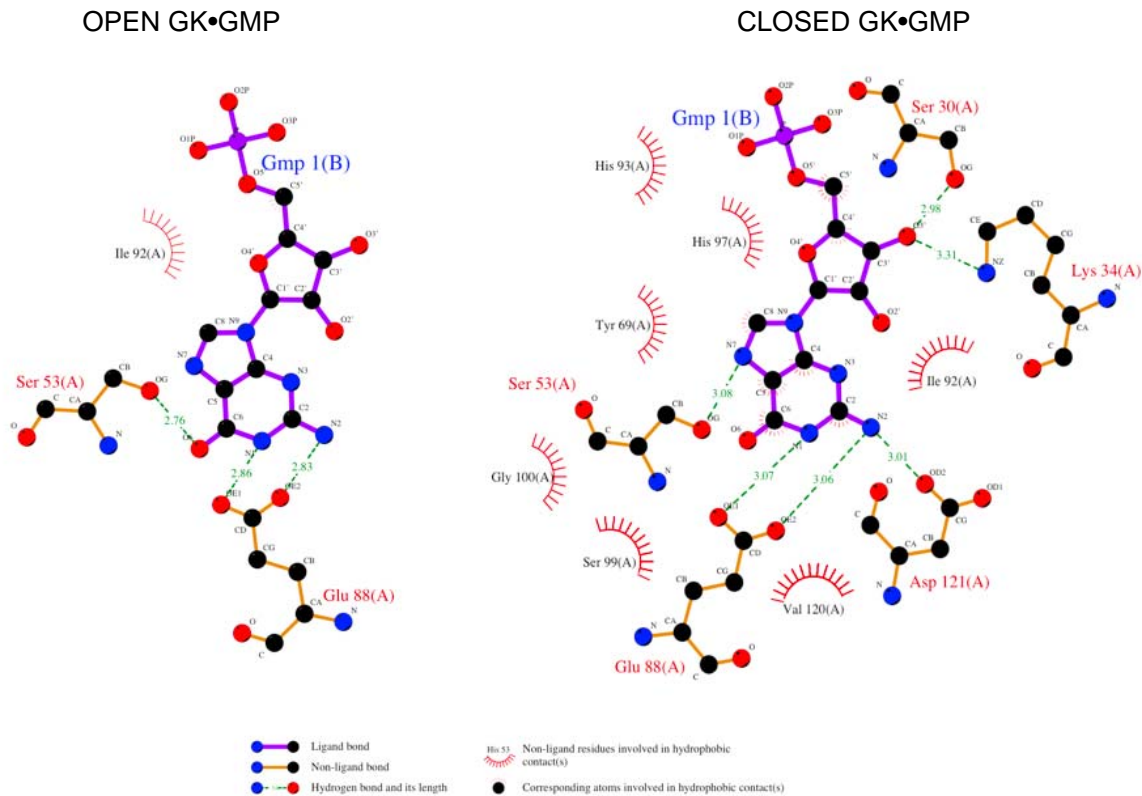 OPEN GK•GMP
CLOSED GK•GMP
O2P
O3P
O1P
Gmp 1(B)
O5'
C5'
C4'
O3'
O4'
C3'
Ile 92(A)
C1'
C2'
O2'
C8
N9
N7
C4
N3
C5
C2
C6
N2
O6
N1
CB
Ser 53(A)
OG
C
CA
O
N
2.76
2.86
2.83
OE1
OE2
CD
CG
CB
Glu 88(A)
CA
N
O
C
O2P
O3P
Gmp 1(B)
O1P
O5'
C5'
O
C
Ser 30(A)
CA
CB
N
OG
2.98
His 93(A)
His 97(A)
C4'
O4'
C3'
C1'
C2'
O2'
3.31
CE
CD
CG
NZ
CB
Lys 34(A)
N
CA
C
O
Tyr 69(A)
C8
N9
N7
C4
N3
C5
C2
C6
N2
O6
Ile 92(A)
Ser 53(A)
3.08
O
CB
OG
C
CA
N
Gly 100(A)
3.07
3.06
3.01
O
OD2
OD1
C
CG
CA
CB
N
Asp 121(A)
OE2
CD
CG
CB
Ser 99(A)
Val 120(A)
N
CA
O
C
Glu 88(A)
Ligand bond
Non-ligand bond
Hydrogen bond and its length
His 53
Non-ligand residues involved in hydrophobic
contact(s)
Corresponding atoms involved in hydrophobic contact(s)